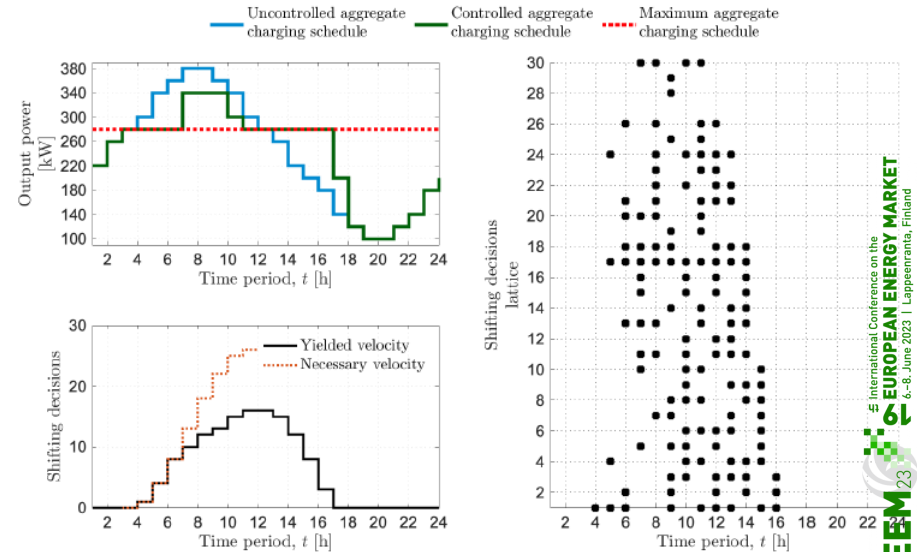 Uncontrolled aggregate
charging schedule
Controlled aggregate
charging schedule
Maximum aggregate
charging schedule
380
340
300
260
220
180
140
100
Output power
[kW]
2 4 6 8 10 12 14 16 18 20 22 24
Time period, t [h]
30
20
10
0
Shifting decisions
Yielded velocity
Necessary velocity
2 4 6 8 10 12 14 16 18 20 22 24
Time period, t [h]
30
28
26
24
22
20
18
16
14
12
10
8
6
4
2
Shifting decisions
lattice
2 4 6 8 10 12 14 16 18 20 22 24
Time period, t [h]
International Conference on the
EUROPEAN ENERGY MARKET
6.-8. June 2023 | Lappeenranta, Finland
EEM 23